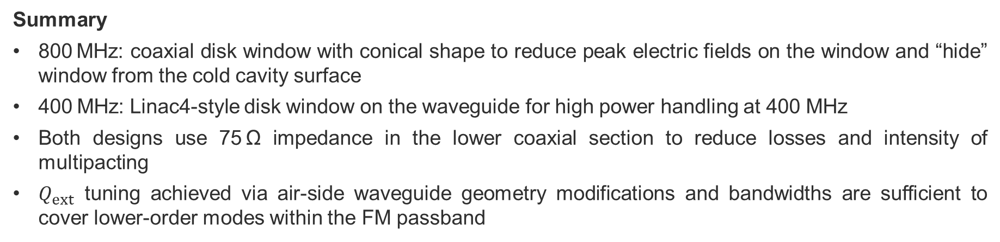 Summary
• 800 MHz: coaxial disk window with conical shape to reduce peak electric fields on the window and “hide”
window from the cold cavity surface
• 400 MHz: Linac4-style disk window on the waveguide for high power handling at 400 MHz
• Both designs use 75 Ω impedance in the lower coaxial section to reduce losses and intensity of
multipacting
• Qext tuning achieved via air-side waveguide geometry modifications and bandwidths are sufficient to
cover lower-order modes within the FM passband